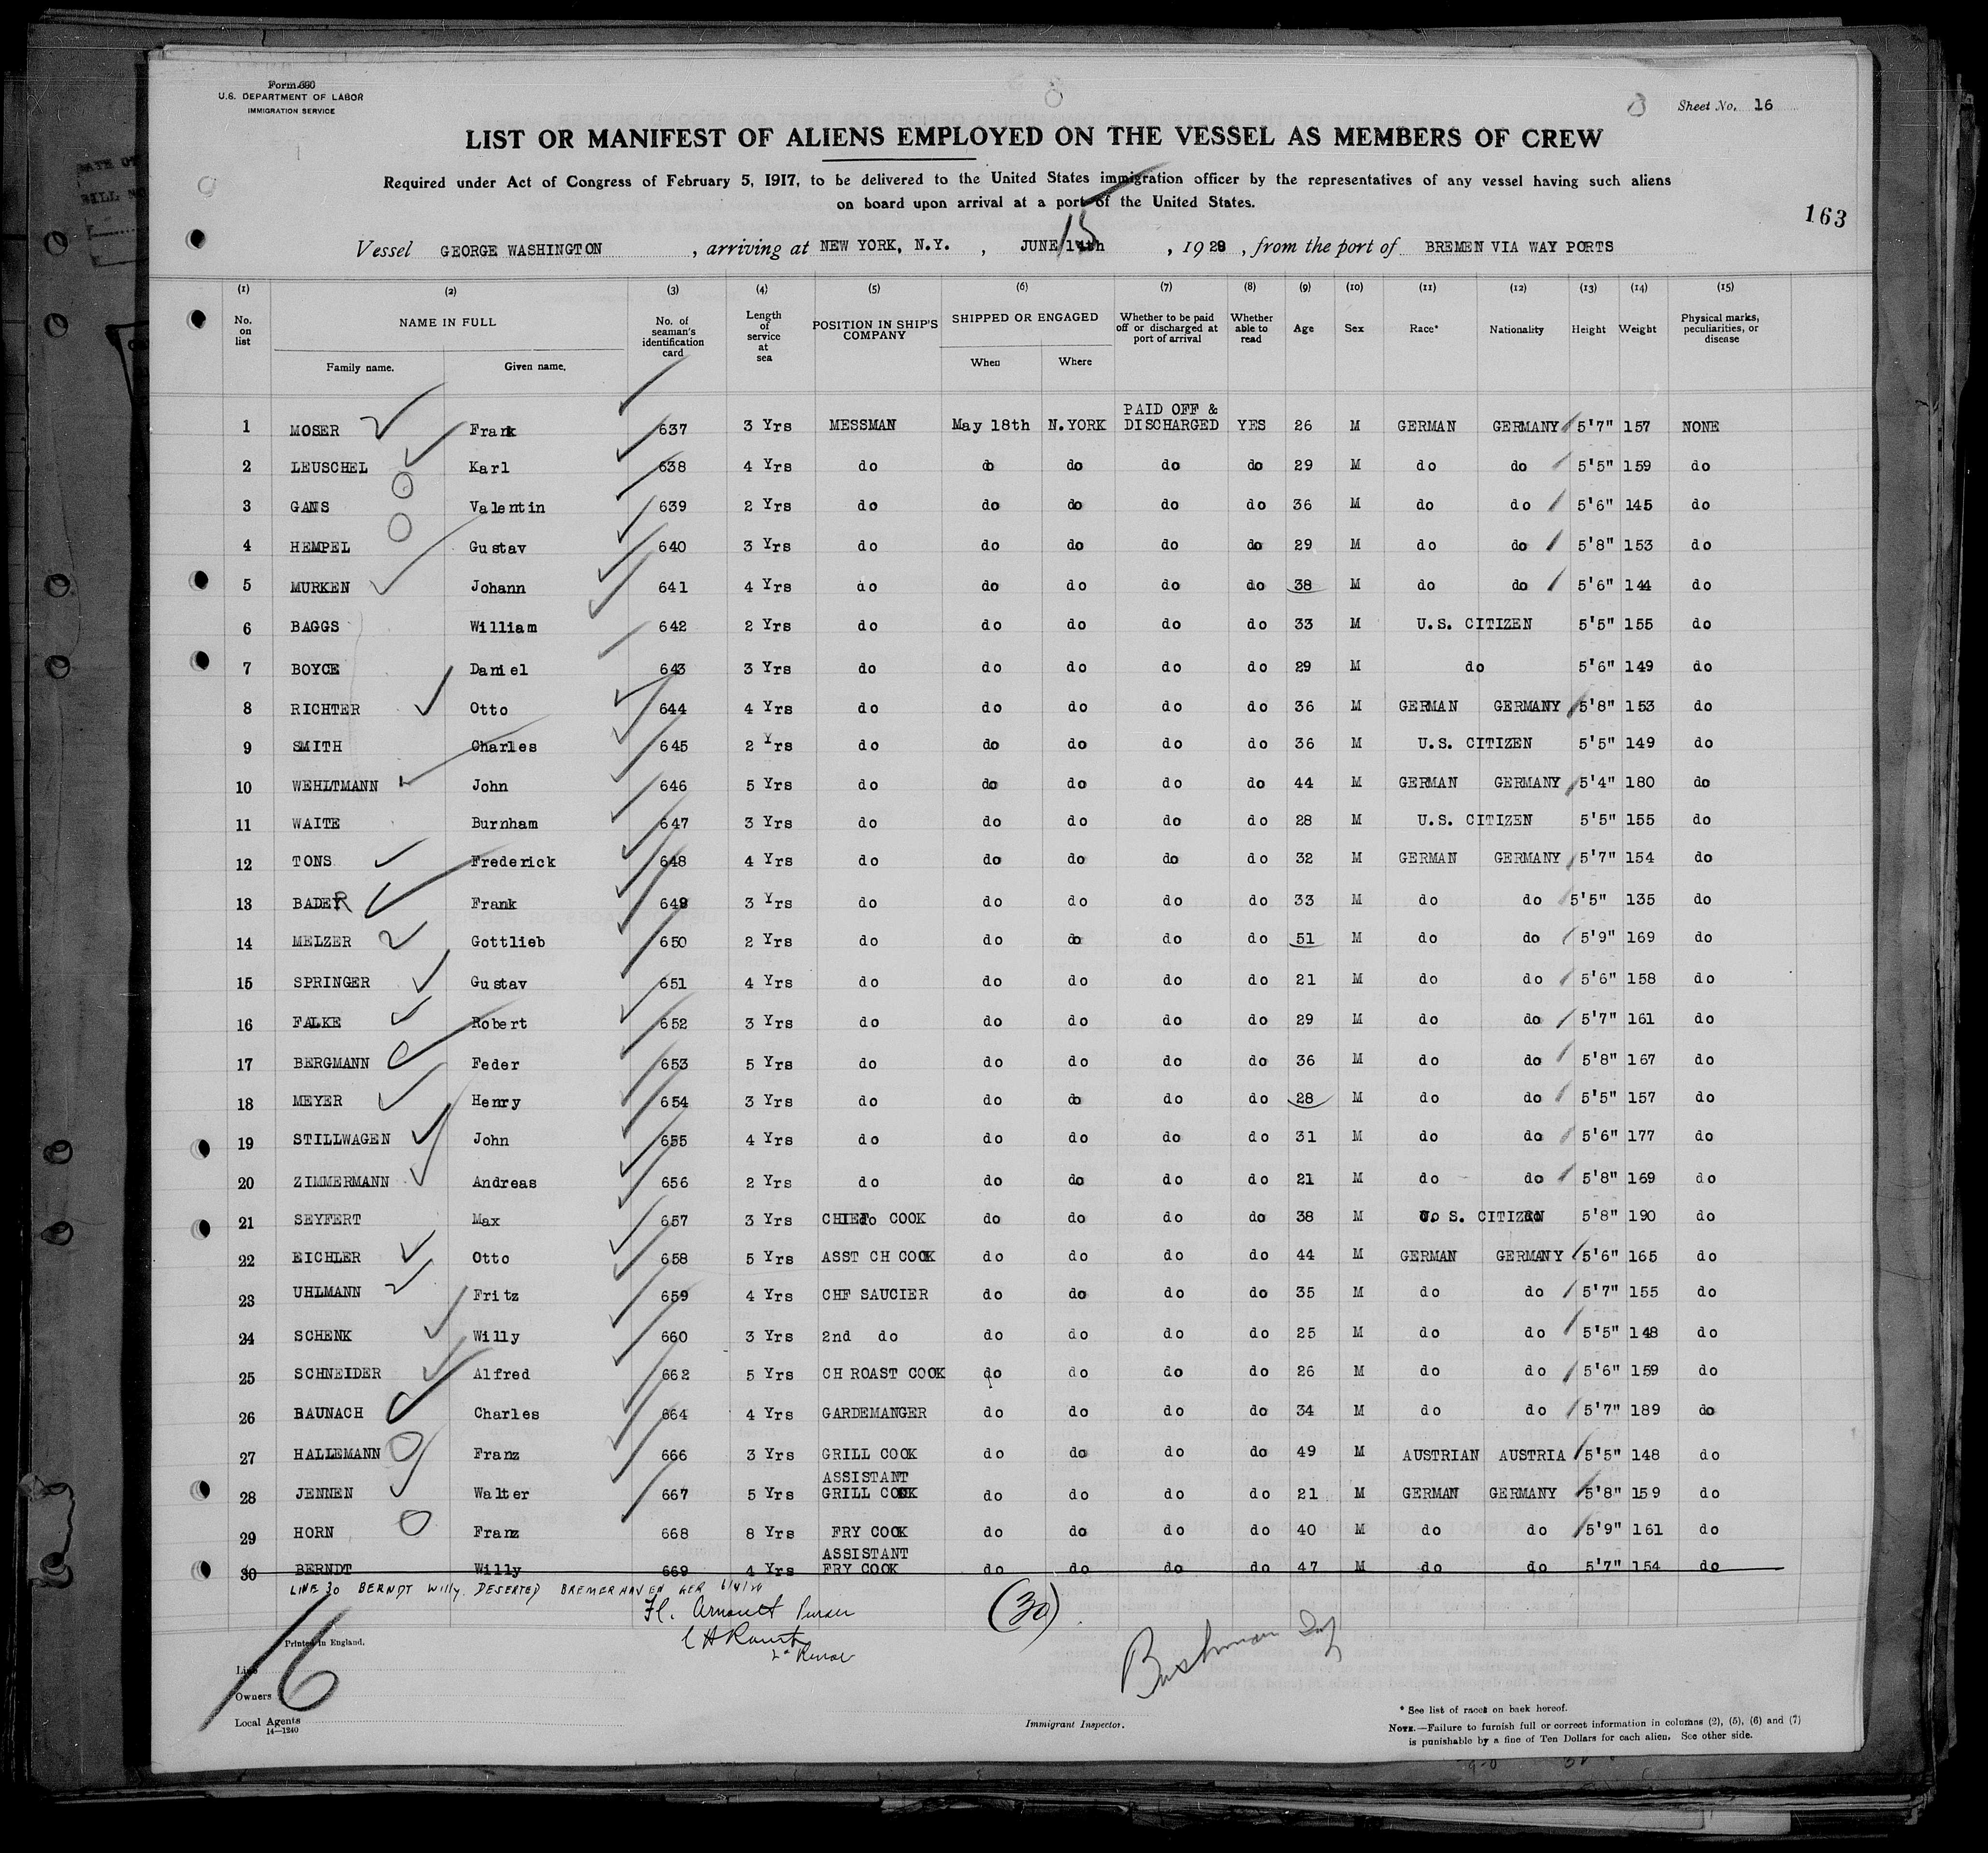 Form 680
U.S. DEPARTMENT OF LABOR
IMMIGRATION SERVICE
Sheet No. 16
LIST OR MANIFEST OF ALIENS EMPLOYED ON THE VESSEL AS MEMBERS OF CREW
Required under Act of Congress of February 5, 1917, to be delivered to the United States immigration officer by the representatives of any vessel having such aliens
on board upon arrival at a port of the United States.
163
15
Vessel GEORGE WASHINGTON, arriving at NEW YORK, N.Y., JUNE 14th, 1929, from the port of BREMEN VIA WAY PORTS
(1) (2) (3) (4) (5) (6) (7) (8) (9) (10) (11) (12) (13) (14) (15)
No. on list NAME IN FULL Family name. Given name. No. of seaman's identification card Length of service at sea POSITION IN SHIP'S COMPANY SHIPPED OR ENGAGED When Where Whether to be paid off or discharged at port of arrival Whether able to read Age Sex Race* Nationality Height Weight Physical marks, peculiarities, or disease
1 MOSER Frank 637 3 Yrs MESSMAN May 18th N.YORK PAID OFF & DISCHARGED YES 26 M GERMAN GERMANY 5'7" 157 NONE
2 LEUSCHEL Karl 638 4 Yrs do do do do do 29 M do do 5'5" 159 do
3 GANS Valentin 639 2 Yrs do do do do do 36 M do do 5'6" 145 do
4 HEMPEL Gustav 640 3 Yrs do do do do do 29 M do do 5'8" 153 do
5 MURKEN Johann 641 4 Yrs do do do do do 38 M do do 5'6" 144 do
6 BAGGS William 642 2 Yrs do do do do do 33 M U.S. CITIZEN 5'5" 155 do
7 BOYCE Daniel 643 3 Yrs do do do do do 29 M do 5'6" 149 do
8 RICHTER Otto 644 4 Yrs do do do do do 36 M GERMAN GERMANY 5'8" 153 do
9 SMITH Charles 645 2 Yrs do do do do do 36 M U.S. CITIZEN 5'5" 149 do
10 WEHLTMANN John 646 5 Yrs do do do do do 44 M GERMAN GERMANY 5'4" 180 do
11 WAITE Burnham 647 3 Yrs do do do do do 28 M U.S. CITIZEN 5'5" 155 do
12 TONS Frederick 648 4 Yrs do do do do do 32 M GERMAN GERMANY 5'7" 154 do
13 BADER Frank 649 3 Yrs do do do do do 33 M do do 5'5" 135 do
14 MELZER Gottlieb 650 2 Yrs do do do do do 51 M do do 5'9" 169 do
15 SPRINGER Gustav 651 4 Yrs do do do do do 21 M do do 5'6" 158 do
16 FALKE Robert 652 3 Yrs do do do do do 29 M do do 5'7" 161 do
17 BERGMANN Feder 653 5 Yrs do do do do do 36 M do do 5'8" 167 do
18 MEYER Henry 654 3 Yrs do do do do do 28 M do do 5'5" 157 do
19 STILLWAGEN John 655 4 Yrs do do do do do 31 M do do 5'6" 177 do
20 ZIMMERMANN Andreas 656 2 Yrs do do do do do 21 M do do 5'8" 169 do
21 SEYFERT Max 657 3 Yrs CHIEF COOK do do do do 38 M U. S. CITIZEN 5'8" 190 do
22 EICHLER Otto 658 5 Yrs ASST CH COOK do do do do 44 M GERMAN GERMANY 5'6" 165 do
23 UHLMANN Fritz 659 4 Yrs CHF SAUCIER do do do do 35 M do do 5'7" 155 do
24 SCHENK Willy 660 3 Yrs 2nd do do do do do 25 M do do 5'5" 148 do
25 SCHNEIDER Alfred 662 5 Yrs CH ROAST COOK do do do do 26 M do do 5'6" 159 do
26 BAUNACH Charles 664 4 Yrs GARDEMANGER do do do do 34 M do do 5'7" 189 do
27 HALLEMANN Franz 666 3 Yrs GRILL COOK do do do do 49 M AUSTRIAN AUSTRIA 5'5" 148 do
28 JENNEN Walter 667 5 Yrs ASSISTANT GRILL COOK do do do do 21 M GERMAN GERMANY 5'8" 159 do
29 HORN Franz 668 8 Yrs FRY COOK do do do do 40 M do do 5'9" 161 do
30 BERNDT Willy 669 4 Yrs ASSISTANT FRY COOK do do do do 47 M do do 5'7" 154 do
LINE 30 BERNDT Willy DESERTED BREMERHAVEN GER
Purser
(30)
16
Printed in England.
Line
Owners
Local Agents
14—1240
Immigrant Inspector.
* See list of races on back hereof.
NOTE.—Failure to furnish full or correct information in columns (2), (5), (6) and (7)
is punishable by a fine of Ten Dollars for each alien. See other side.